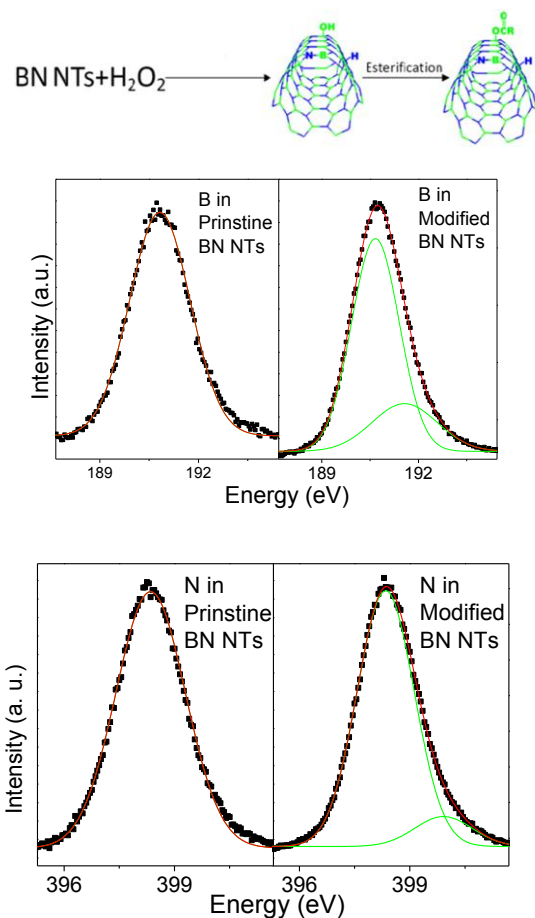 O
OCR
OH
N-B H
N-B H
BN NTs+H₂O₂
Esterification
B in
Prinstine
BN NTs
B in
Modified
BN NTs
Intensity (a.u.)
189 192 189 192
Energy (eV)
N in
Prinstine
BN NTs
N in
Modified
BN NTs
Intensity (a. u.)
396 399 396 399
Energy (eV)